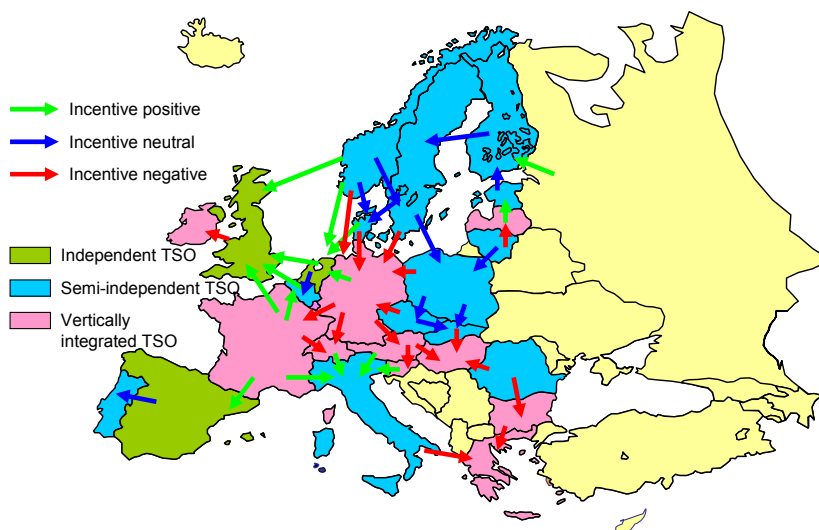 Incentive positive
Incentive neutral
Incentive negative
Independent TSO
Semi-independent TSO
Vertically
integrated TSO